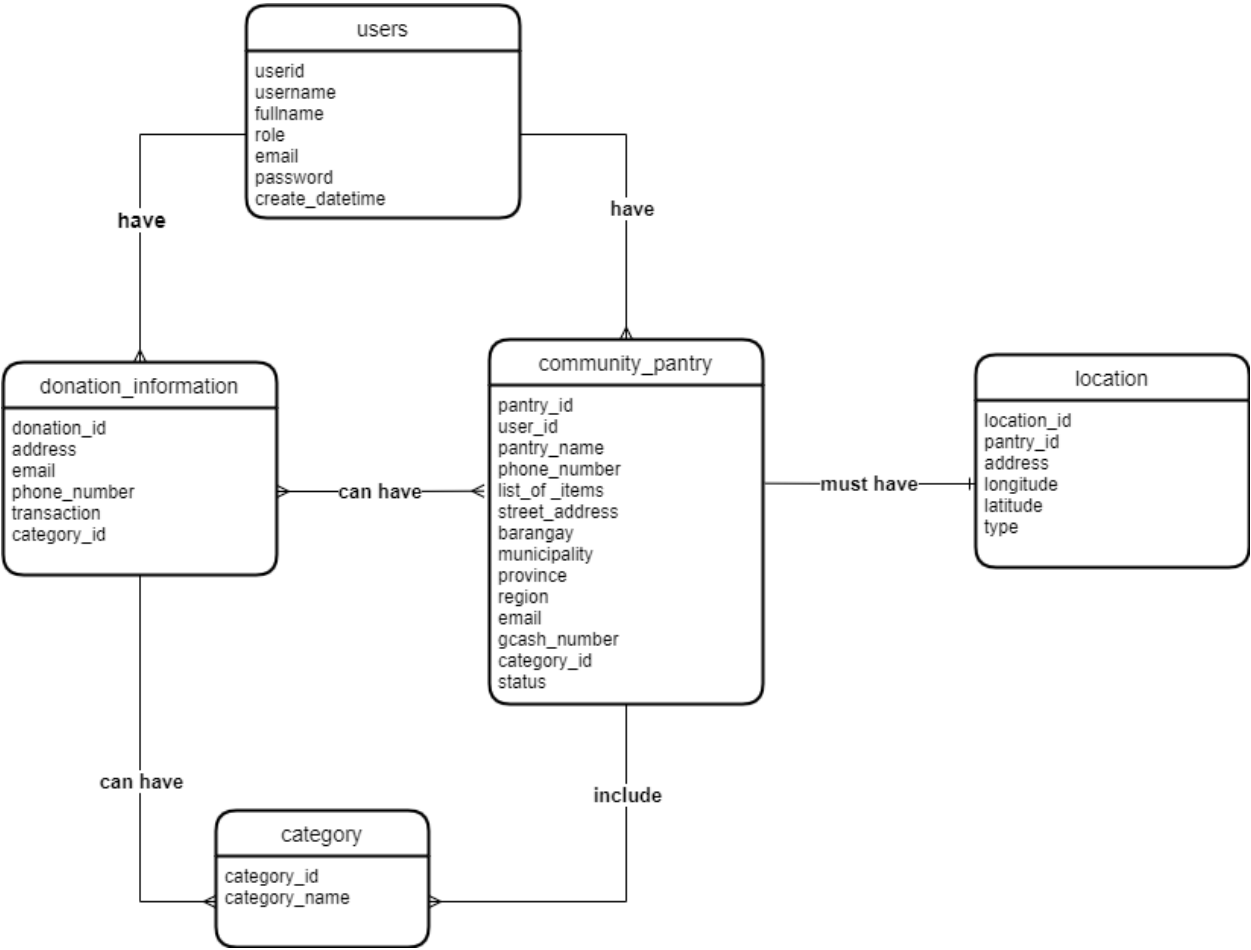 users
userid
username
fullname
role
email
password
create_datetime
have
have
donation_information
donation_id
address
email
phone_number
transaction
category_id
can have
community_pantry
pantry_id
user_id
pantry_name
phone_number
list_of _items
street_address
barangay
municipality
province
region
email
gcash_number
category_id
status
must have
location
location_id
pantry_id
address
longitude
latitude
type
can have
include
category
category_id
category_name